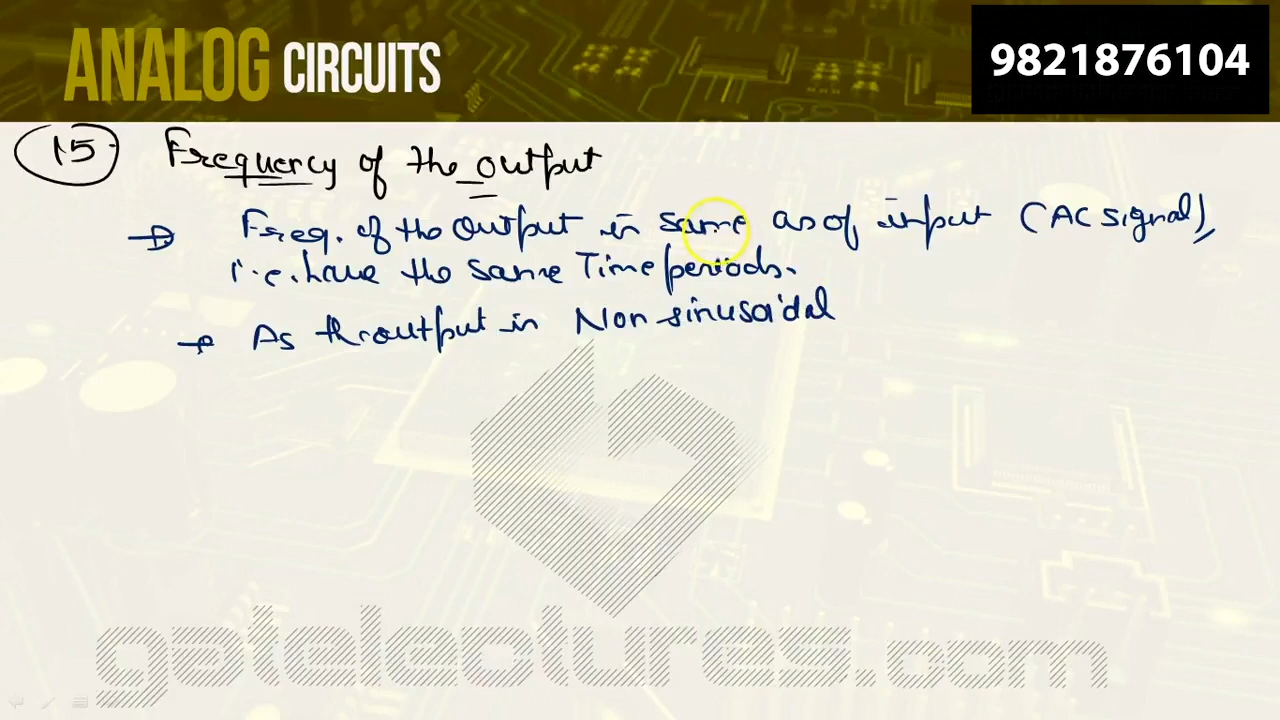 ANALOG CIRCUITS
9821876104
15 Frequency of the output
→ Freq. of the output is same as of input (AC signal),
i.e. have the same Time periods.
→ As th output is Non sinusoidal
gatelectures.com